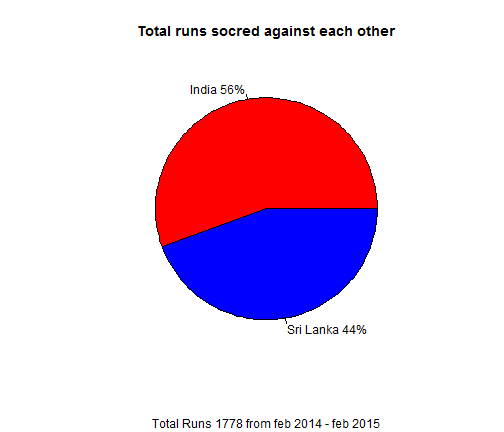 Total runs socred against each other
India 56%
Sri Lanka 44%
Total Runs 1778 from feb 2014 - feb 2015